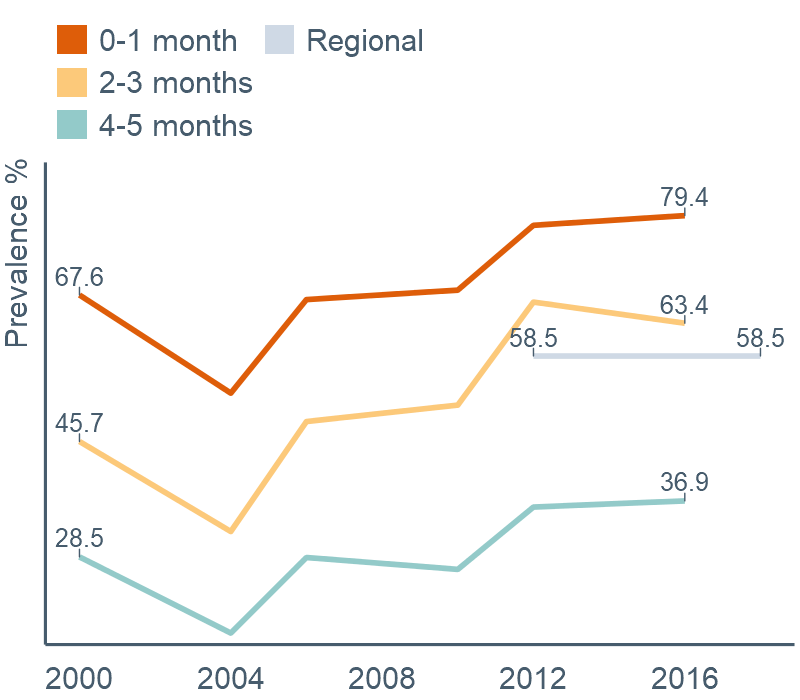 0-1 month
Regional
2-3 months
4-5 months
Prevalence %
79.4
67.6
63.4
58.5
58.5
45.7
36.9
28.5
2000 2004 2008 2012 2016